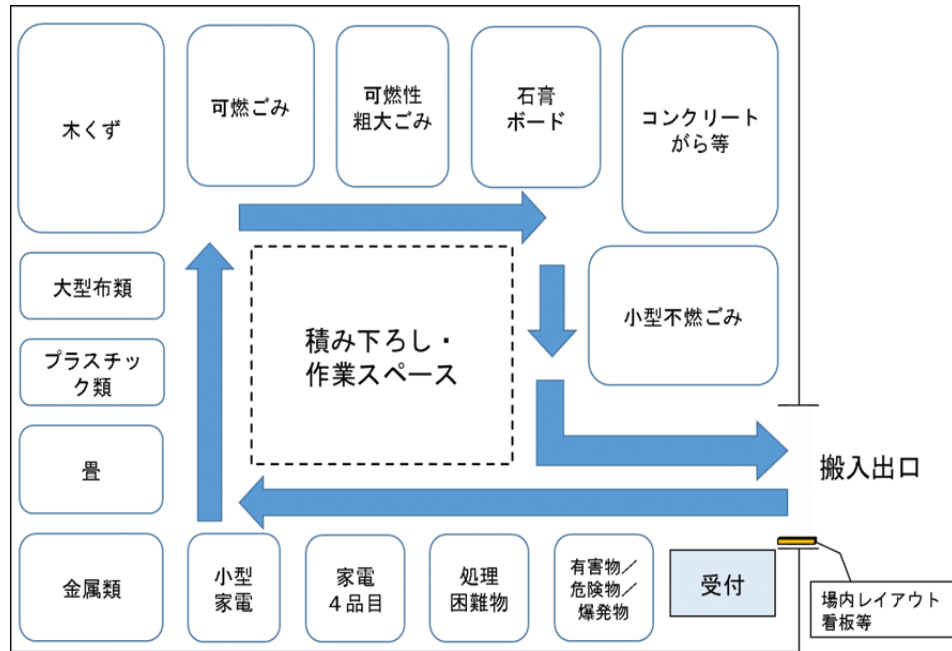 木くず
可燃ごみ
可燃性
粗大ごみ
石膏
ボード
コンクリート
がら等
大型布類
プラスチッ
ク類
畳
金属類
積み下ろし・
作業スペース
小型不燃ごみ
搬入出口
小型
家電
家電
４品目
処理
困難物
有害物／
危険物／
爆発物
受付
場内レイアウト
看板等